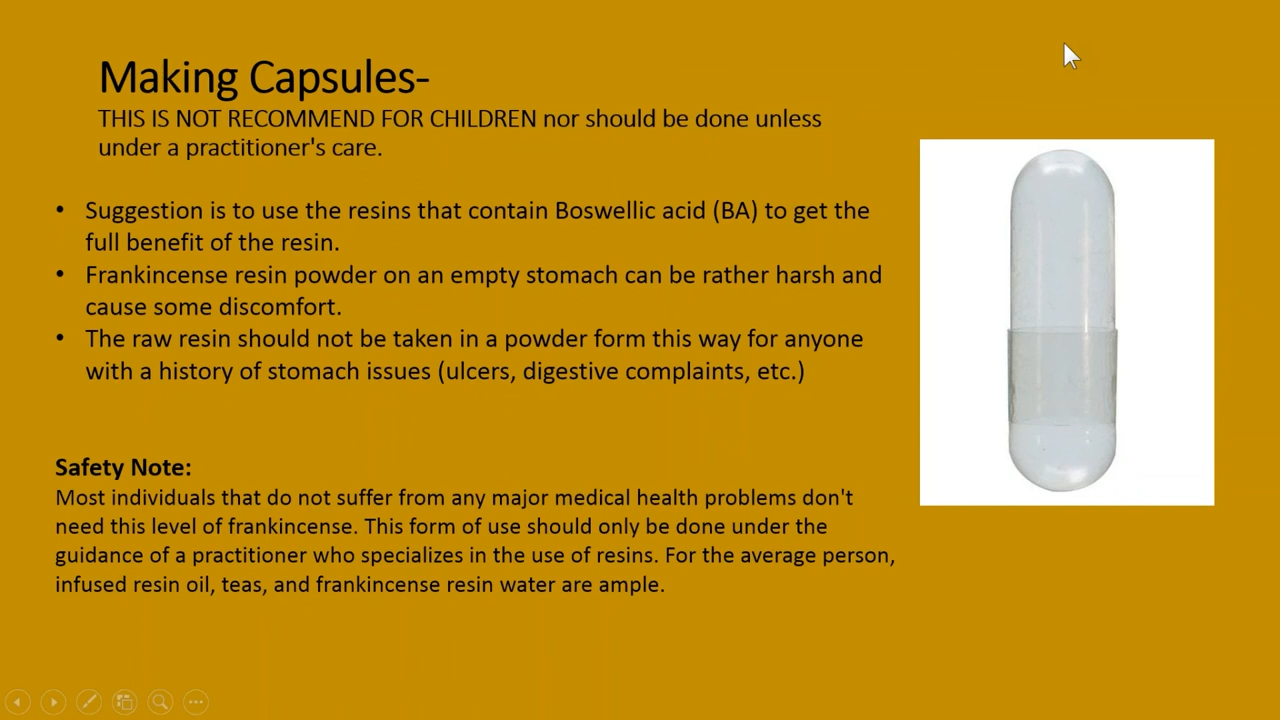 Making Capsules-
THIS IS NOT RECOMMEND FOR CHILDREN nor should be done unless
under a practitioner's care.
• Suggestion is to use the resins that contain Boswellic acid (BA) to get the
full benefit of the resin.
• Frankincense resin powder on an empty stomach can be rather harsh and
cause some discomfort.
• The raw resin should not be taken in a powder form this way for anyone
with a history of stomach issues (ulcers, digestive complaints, etc.)
Safety Note:
Most individuals that do not suffer from any major medical health problems don't
need this level of frankincense. This form of use should only be done under the
guidance of a practitioner who specializes in the use of resins. For the average person,
infused resin oil, teas, and frankincense resin water are ample.